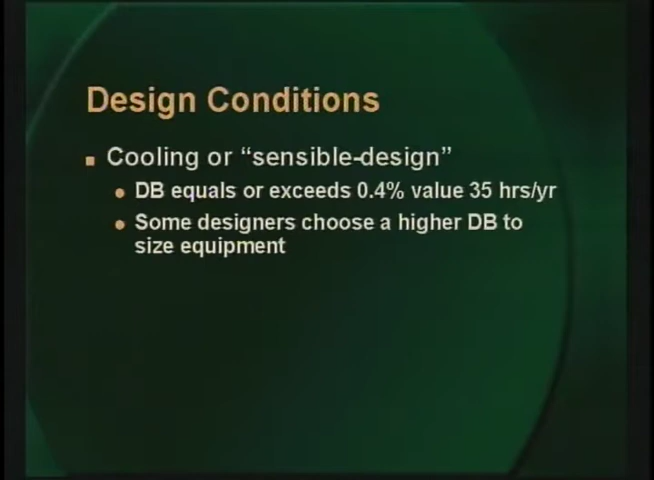 Design Conditions
Cooling or “sensible-design”
DB equals or exceeds 0.4% value 35 hrs/yr
Some designers choose a higher DB to
size equipment